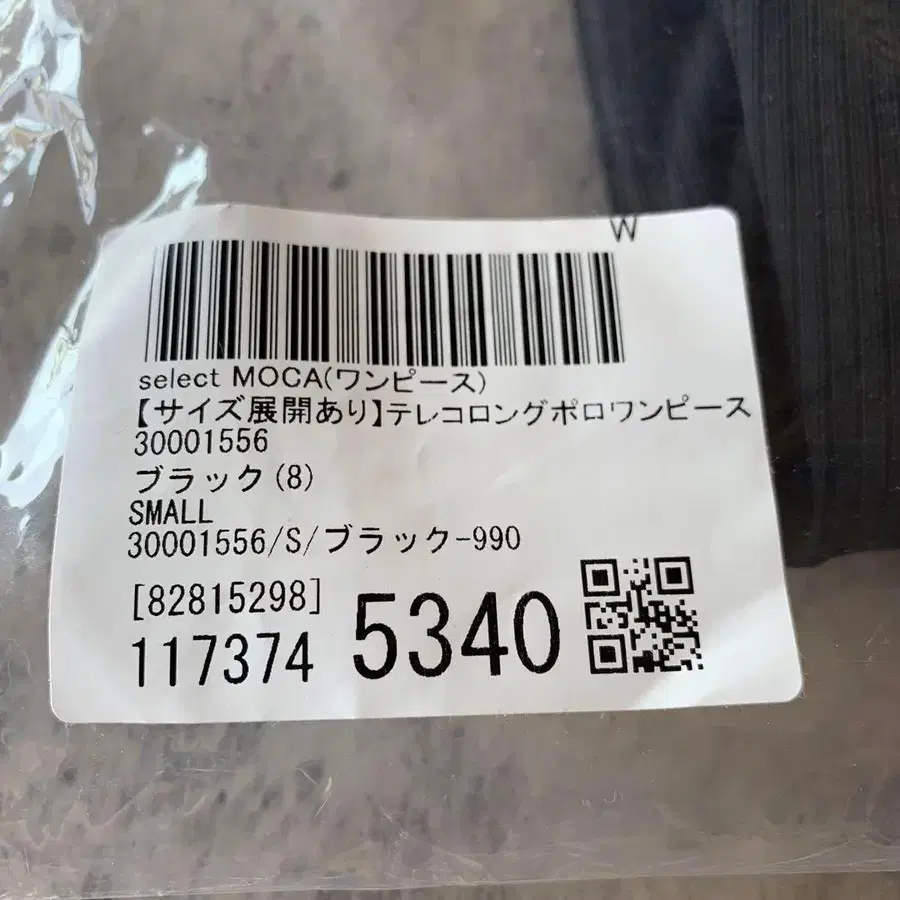 W
select MOCA(ワンピース)
【サイズ展開あり】テレコロングポロワンピース
30001556
ブラック(8)
SMALL
30001556/S/ブラック-990
[82815298]
117374 5340